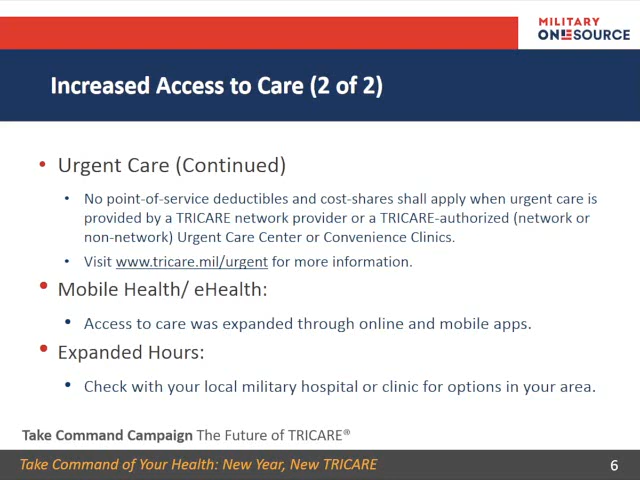 MILITARY
ONESOURCE
Increased Access to Care (2 of 2)
• Urgent Care (Continued)
• No point-of-service deductibles and cost-shares shall apply when urgent care is
provided by a TRICARE network provider or a TRICARE-authorized (network or
non-network) Urgent Care Center or Convenience Clinics.
• Visit www.tricare.mil/urgent for more information.
• Mobile Health/ eHealth:
• Access to care was expanded through online and mobile apps.
• Expanded Hours:
• Check with your local military hospital or clinic for options in your area.
Take Command Campaign The Future of TRICARE®
Take Command of Your Health: New Year, New TRICARE
6